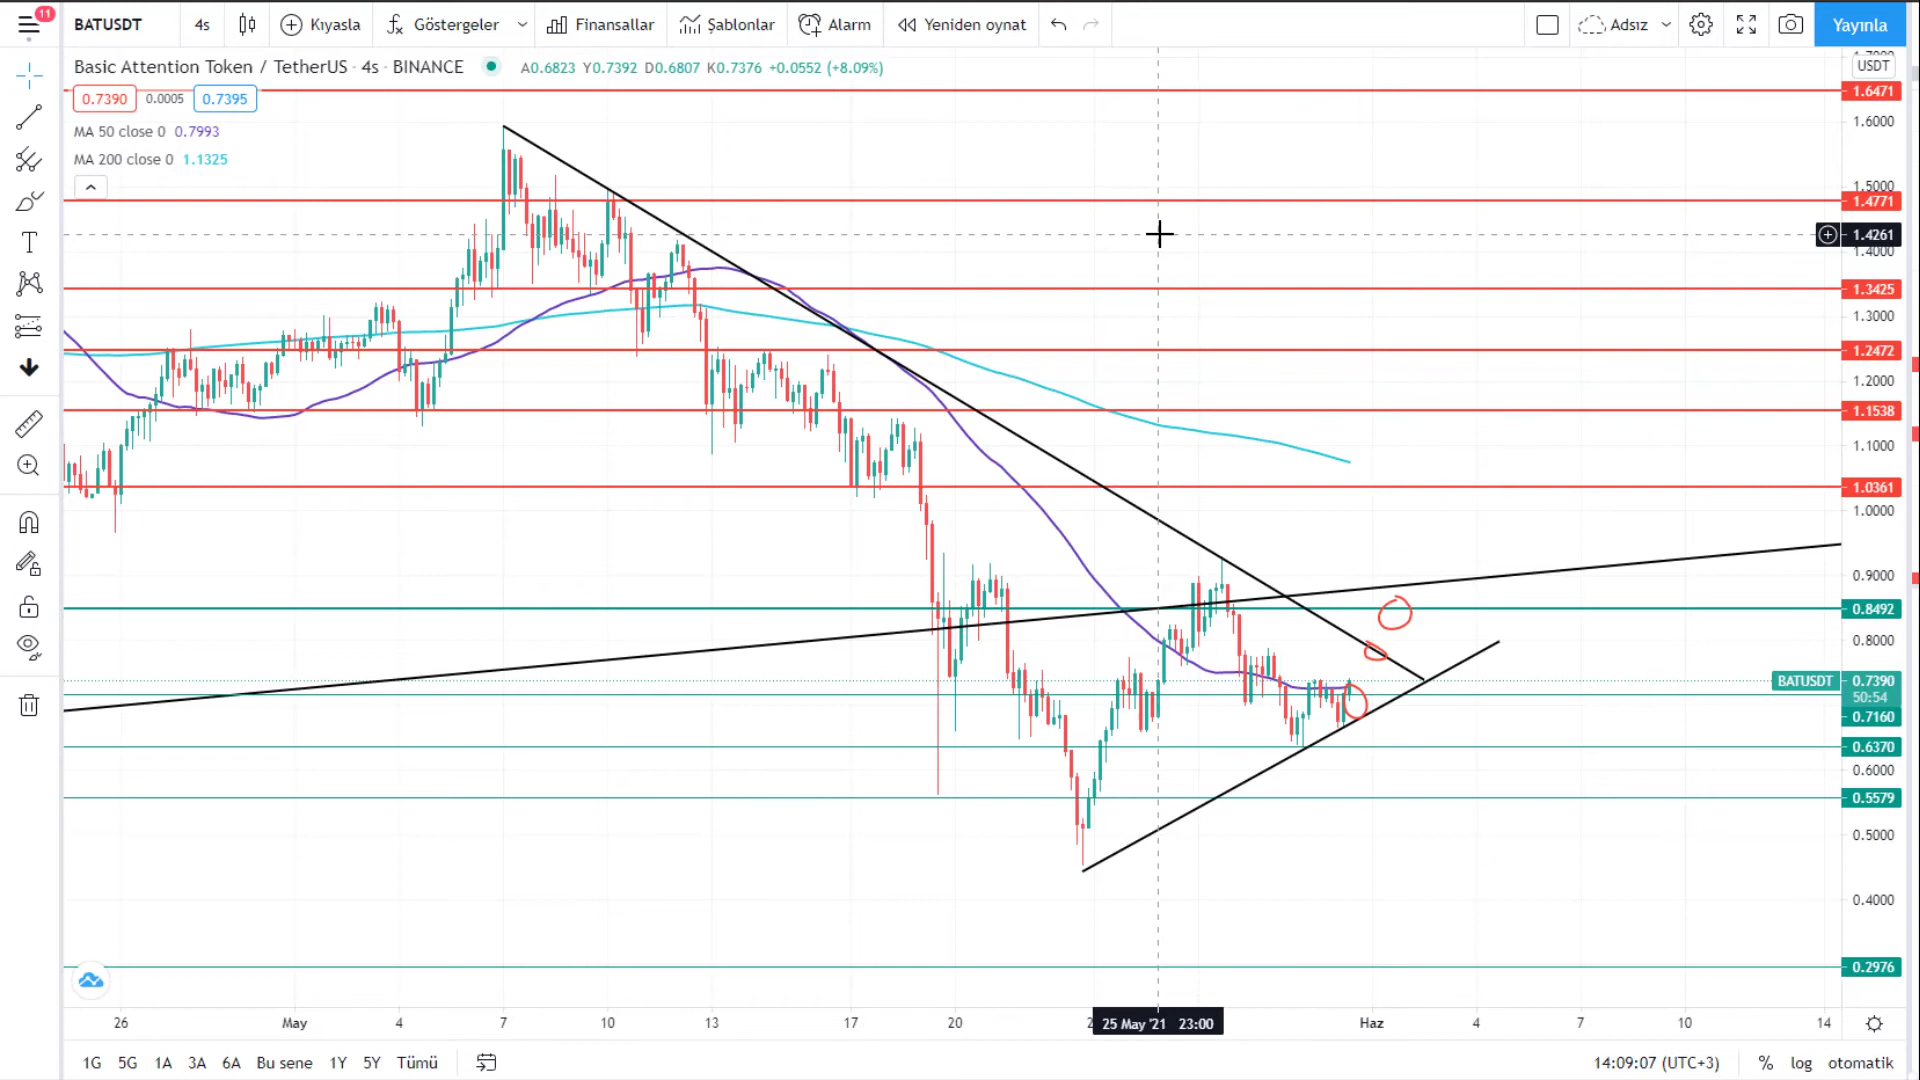 11
BATUSDT 4s Kıyasla Göstergeler Finansallar Şablonlar Alarm Yeniden oynat Adsız Yayınla
Basic Attention Token / TetherUS · 4s · BINANCE A0.6823 Y0.7392 D0.6807 K0.7376 +0.0552 (+8.09%)
USDT
0.7390 0.0005 0.7395
1.6471
1.6000
MA 50 close 0 0.7993
MA 200 close 0 1.1325
1.5000
1.4771
1.4261
1.4000
1.3425
1.3000
1.2472
1.2000
1.1538
1.1000
1.0361
1.0000
0.9000
0.8492
0.8000
BATUSDT 0.7390
50:54
0.7160
0.6370
0.6000
0.5579
0.5000
0.4000
0.2976
26 May 4 7 10 13 17 20 25 May '21 23:00 Haz 4 7 10 14
1G 5G 1A 3A 6A Bu sene 1Y 5Y Tümü 14:09:07 (UTC+3) % log otomatik